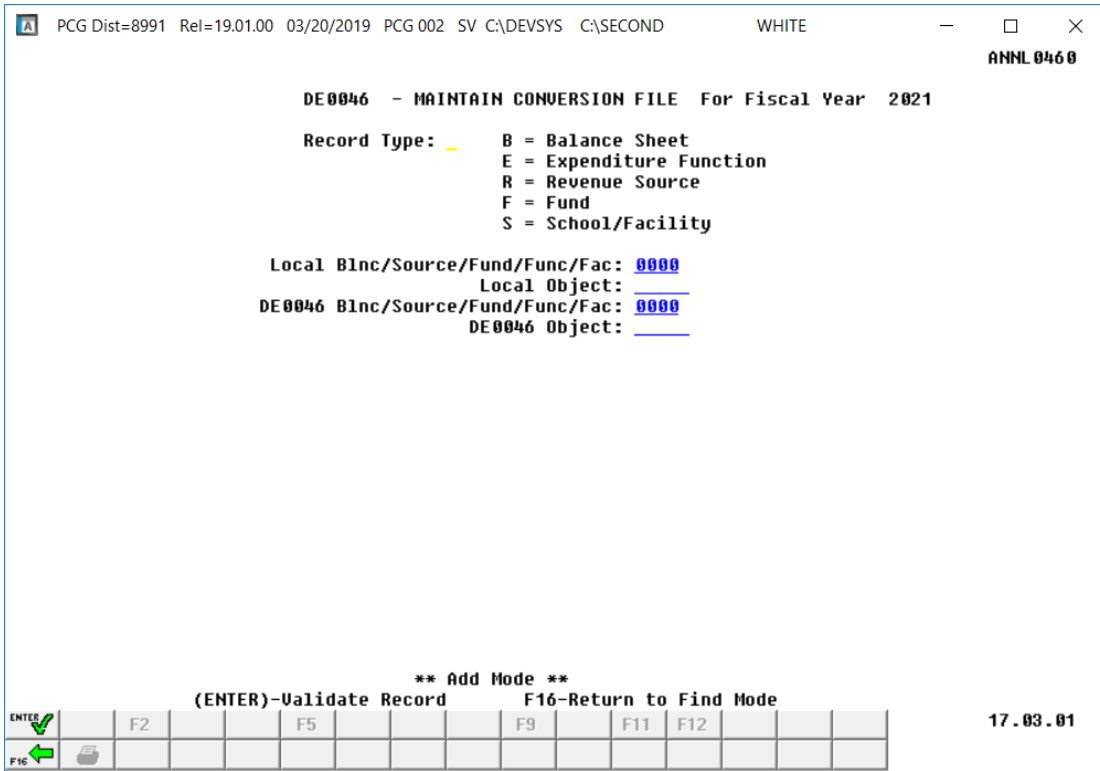 A PCG Dist=8991 Rel=19.01.00 03/20/2019 PCG 002 SV C:\DEVSYS C:\SECOND WHITE
ANNL0460
DE0046 - MAINTAIN CONVERSION FILE For Fiscal Year 2021
Record Type: _ B = Balance Sheet
E = Expenditure Function
R = Revenue Source
F = Fund
S = School/Facility
Local Blnc/Source/Fund/Func/Fac: 0000
Local Object: _____
DE0046 Blnc/Source/Fund/Func/Fac: 0000
DE0046 Object: _____
** Add Mode **
(ENTER)-Validate Record F16-Return to Find Mode
ENTER F2 F5 F9 F11 F12 17.03.01
F16